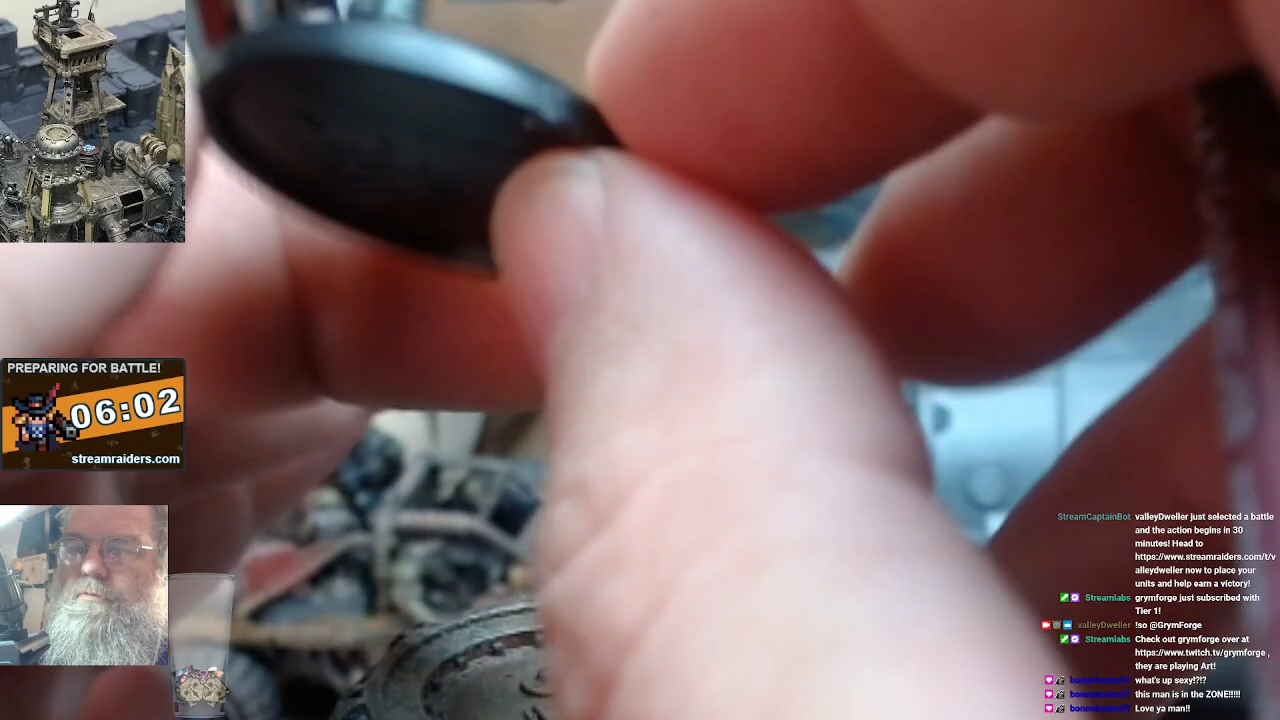 PREPARING FOR BATTLE!
06:02
streamraiders.com
StreamCaptainBot valleyDweller just selected a battle
and the action begins in 30
minutes! Head to
https://www.streamraiders.com/t/v
alleydweller now to place your
units and help earn a victory!
Streamlabs grymforge just subscribed with
Tier 1!
valleyDweller !so @GrymForge
Streamlabs Check out grymforge over at
https://www.twitch.tv/grymforge ,
they are playing Art!
what's up sexy!?!?
this man is in the ZONE!!!!!
Love ya man!!